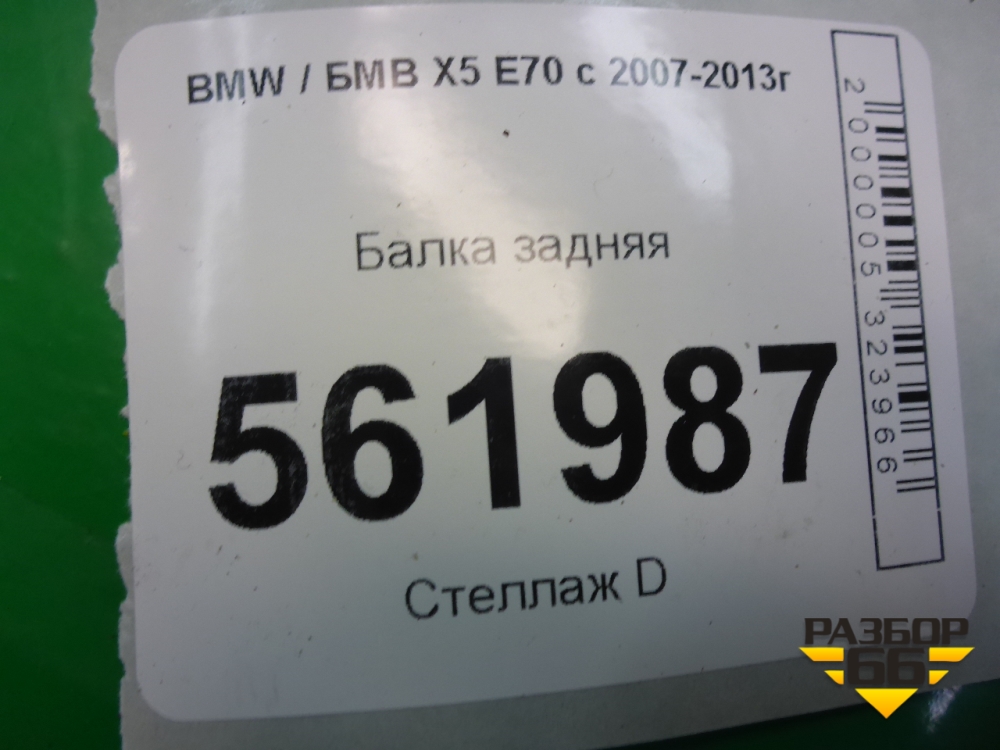 BMW / БМВ X5 E70 с 2007-2013г
Балка задняя
561987
Стеллаж D
2000005323966
РАЗБОР
66